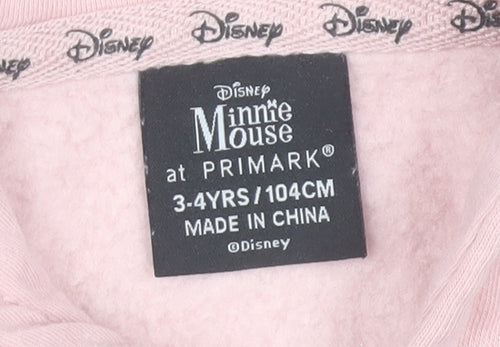 Disney Disney Disney Disney
Disney
Minnie
Mouse
at PRIMARK®
3-4YRS/104CM
MADE IN CHINA
©Disney